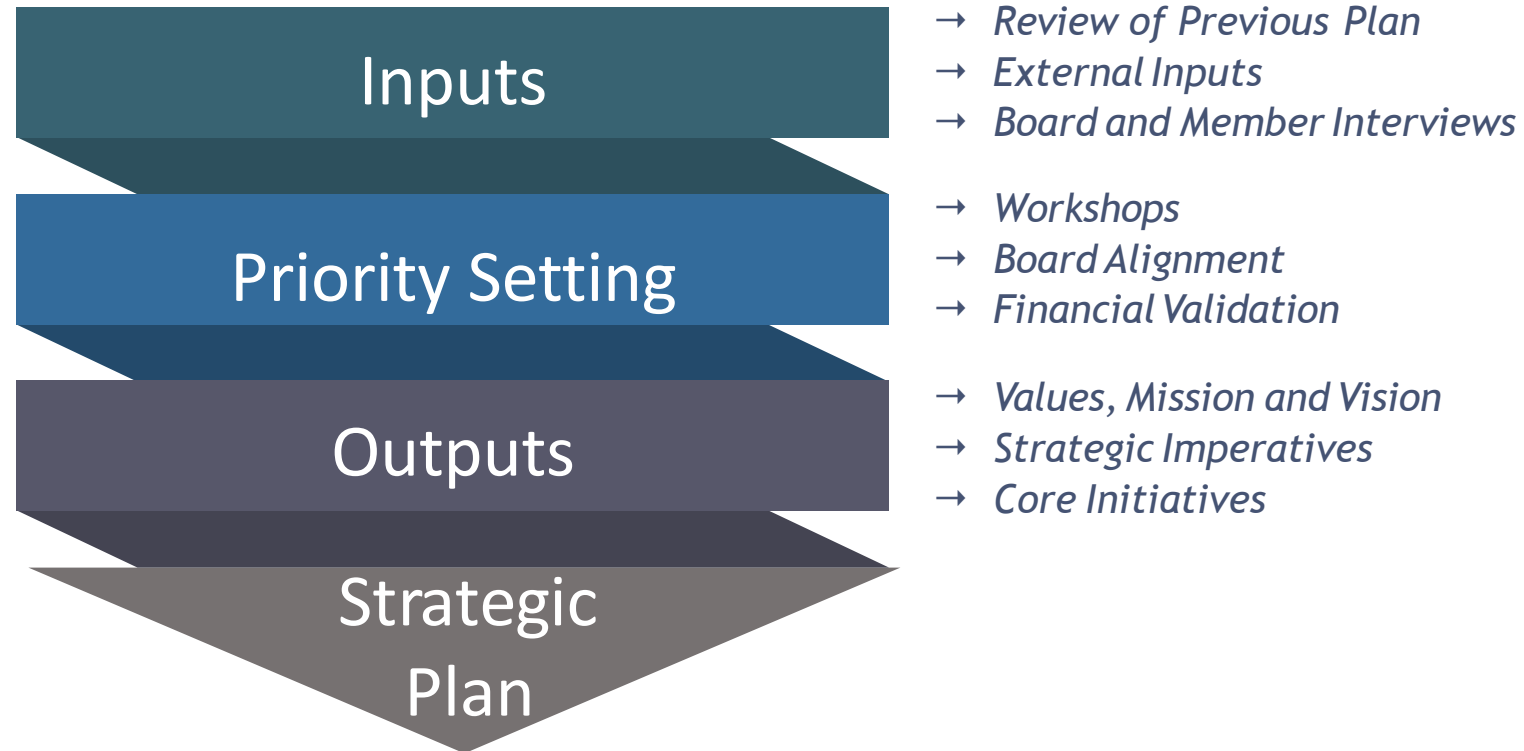 Inputs
→ Review of Previous Plan
→ External Inputs
→ Board and Member Interviews
Priority Setting
→ Workshops
→ Board Alignment
→ Financial Validation
Outputs
→ Values, Mission and Vision
→ Strategic Imperatives
→ Core Initiatives
Strategic
Plan